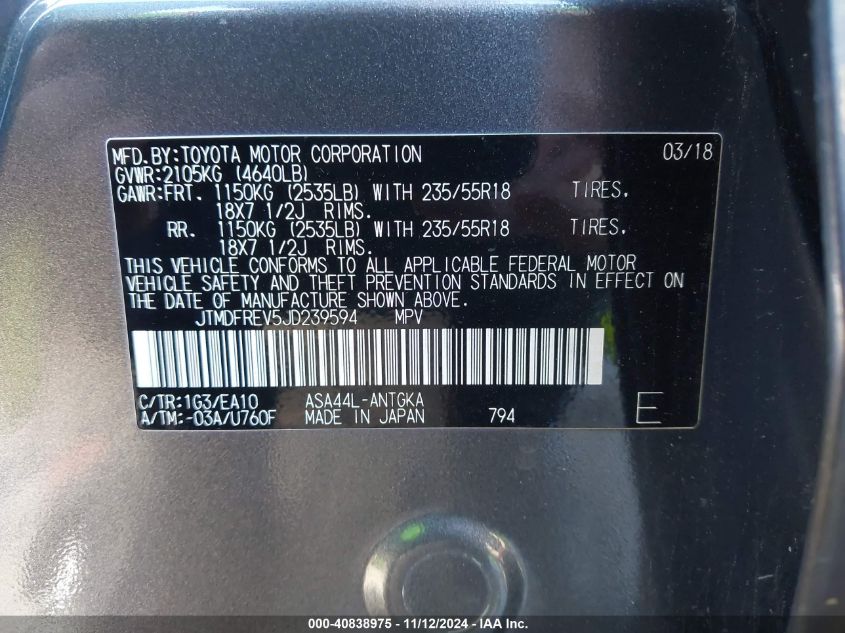 MFD.BY:TOYOTA MOTOR CORPORATION 03/18
GVWR:2105KG (4640LB)
GAWR:FRT. 1150KG (2535LB) WITH 235/55R18 TIRES.
18X7 1/2J RIMS.
RR. 1150KG (2535LB) WITH 235/55R18 TIRES.
18X7 1/2J RIMS.
THIS VEHICLE CONFORMS TO ALL APPLICABLE FEDERAL MOTOR
VEHICLE SAFETY AND THEFT PREVENTION STANDARDS IN EFFECT ON
THE DATE OF MANUFACTURE SHOWN ABOVE.
JTMDFREV5JD239594 MPV
C/TR:1G3/EA10 ASA44L-ANTGKA
A/TM:-03A/U760F MADE IN JAPAN 794 E
000-40838975 - 11/12/2024 - IAA Inc.